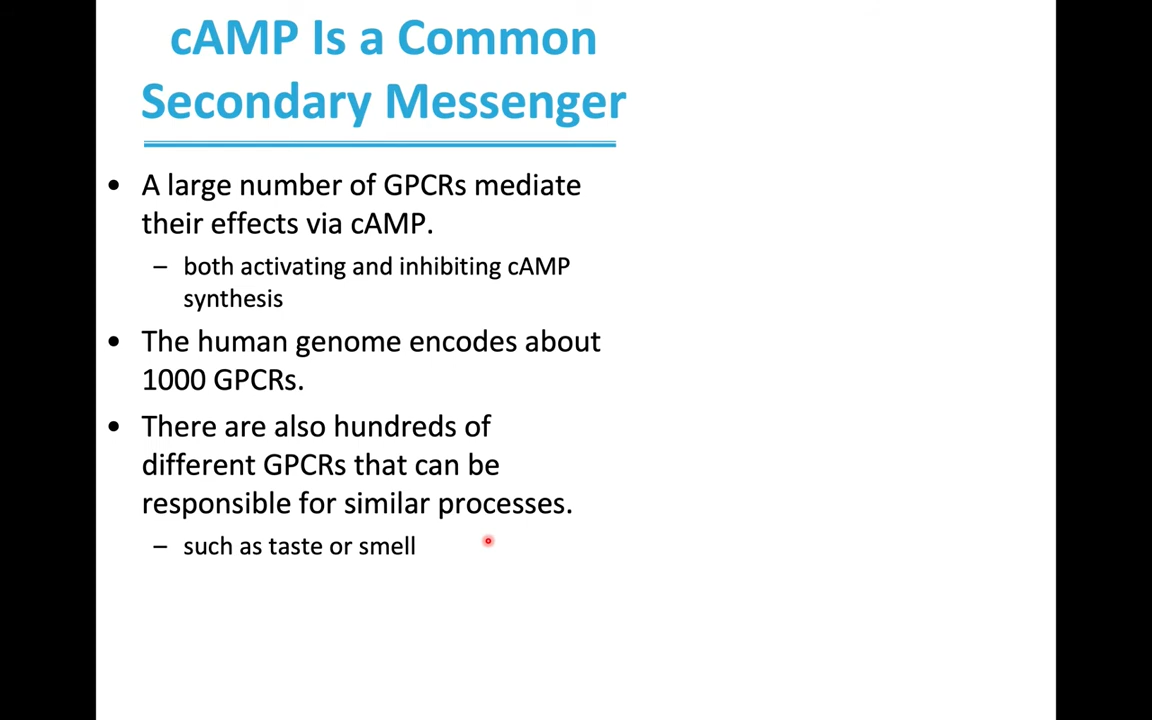 cAMP Is a Common
Secondary Messenger
• A large number of GPCRs mediate
their effects via cAMP.
– both activating and inhibiting cAMP
synthesis
• The human genome encodes about
1000 GPCRs.
• There are also hundreds of
different GPCRs that can be
responsible for similar processes.
– such as taste or smell